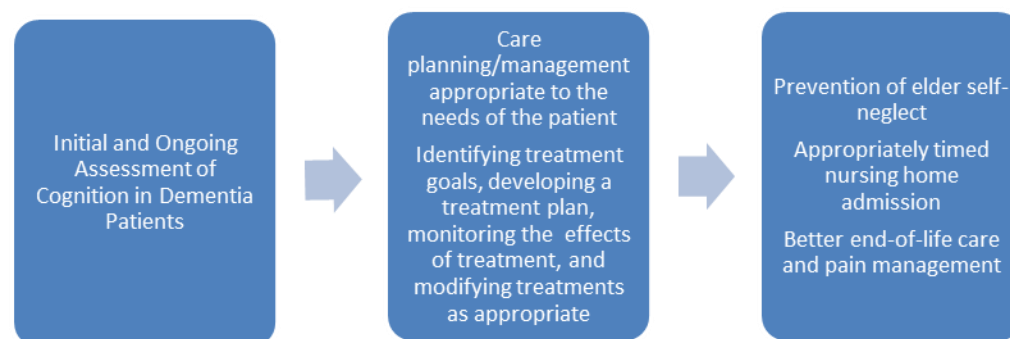 Initial and Ongoing
Assessment of
Cognition in Dementia
Patients
Care
planning/management
appropriate to the
needs of the patient
Identifying treatment
goals, developing a
treatment plan,
monitoring the effects
of treatment, and
modifying treatments
as appropriate
Prevention of elder self-
neglect
Appropriately timed
nursing home
admission
Better end-of-life care
and pain management